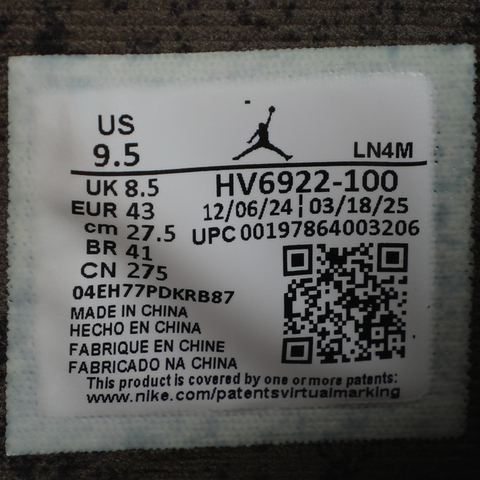 US
9.5
LN4M
UK 8.5
HV6922-100
EUR 43
12/06/24 | 03/18/25
cm 27.5
UPC 00197864003206
BR 41
CN 275
04EH77PDKRB87
MADE IN CHINA
HECHO EN CHINA
FABRIQUE EN CHINE
FABRICADO NA CHINA
This product is covered by one or more patents:
www.nike.com/patentsvirtualmarking